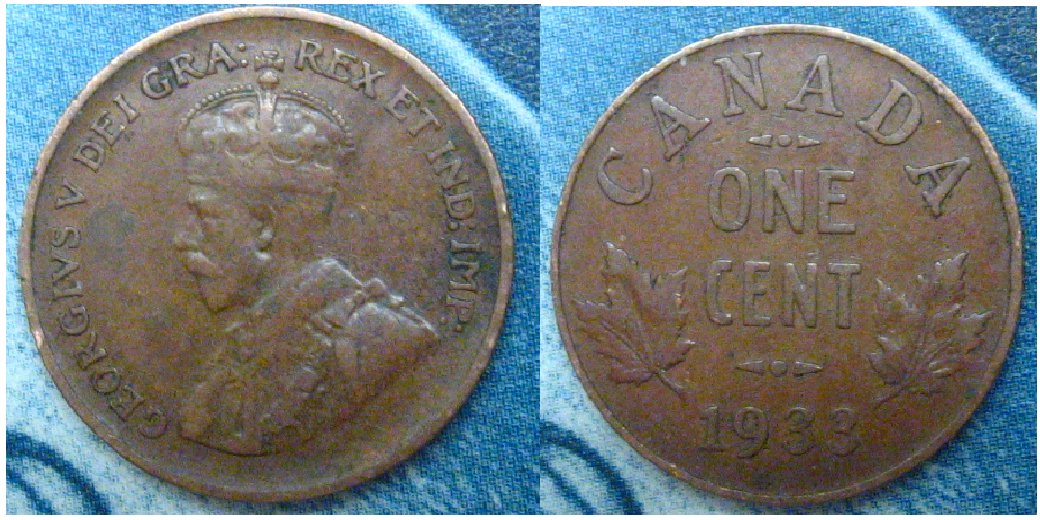 GEORGIVS V DEI GRA: REX ET IND: IMP:
CANADA
ONE
CENT
1933